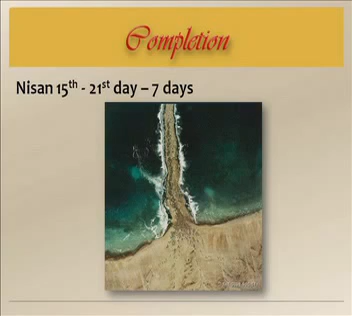 Completion
Nisan 15th - 21st day – 7 days